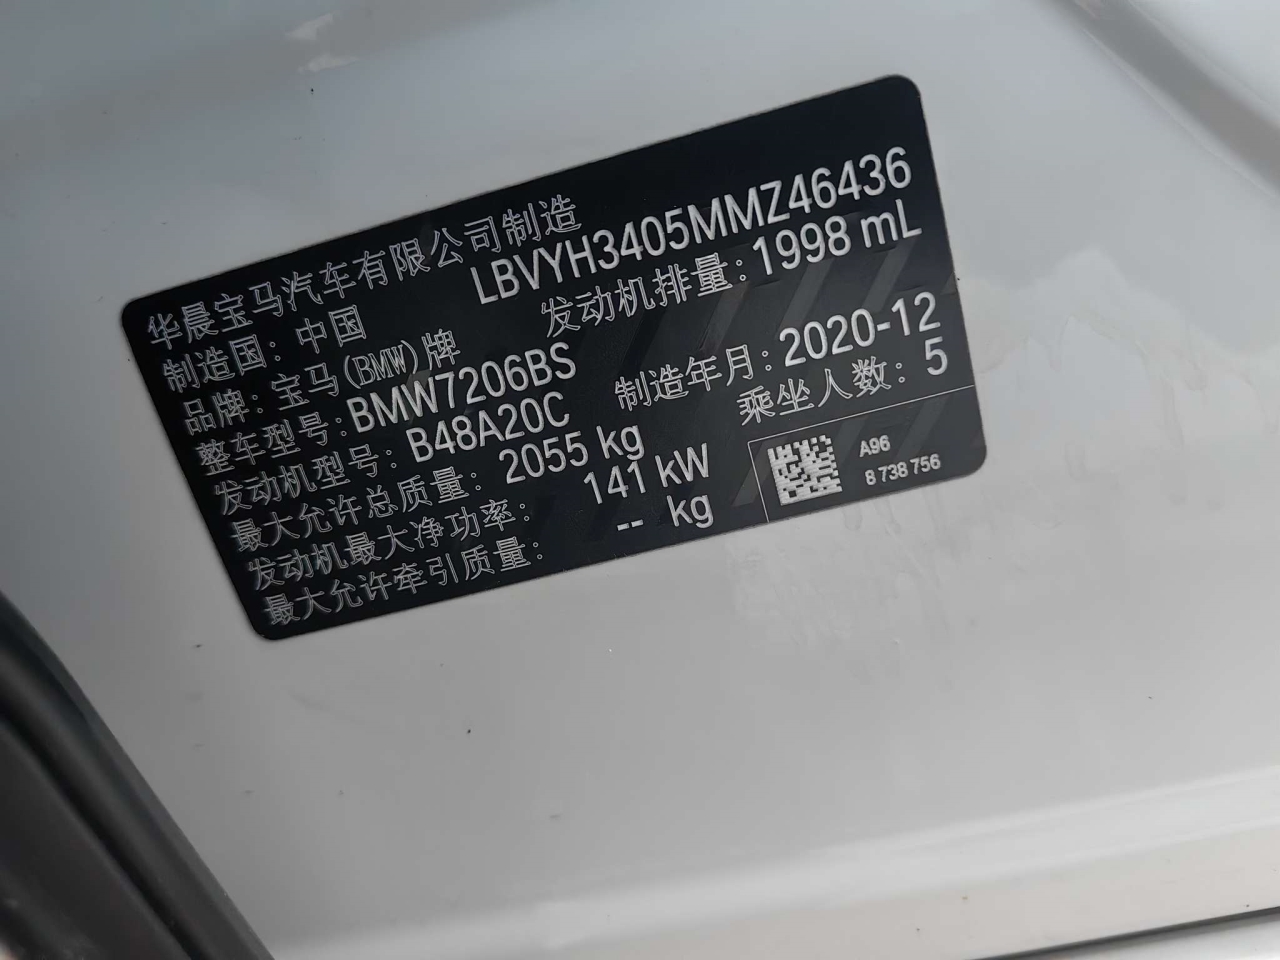 华晨宝马汽车有限公司制造
LBVYH3405MMZ46436
制造国: 中国
发动机排量: 1998 mL
品牌: 宝马(BMW)牌
整车型号: BMW7206BS
制造年月: 2020-12
发动机型号: B48A20C
乘坐人数: 5
最大允许总质量: 2055 kg
发动机最大净功率: 141 kW
最大允许牵引质量: -- kg
A96
8 738 756